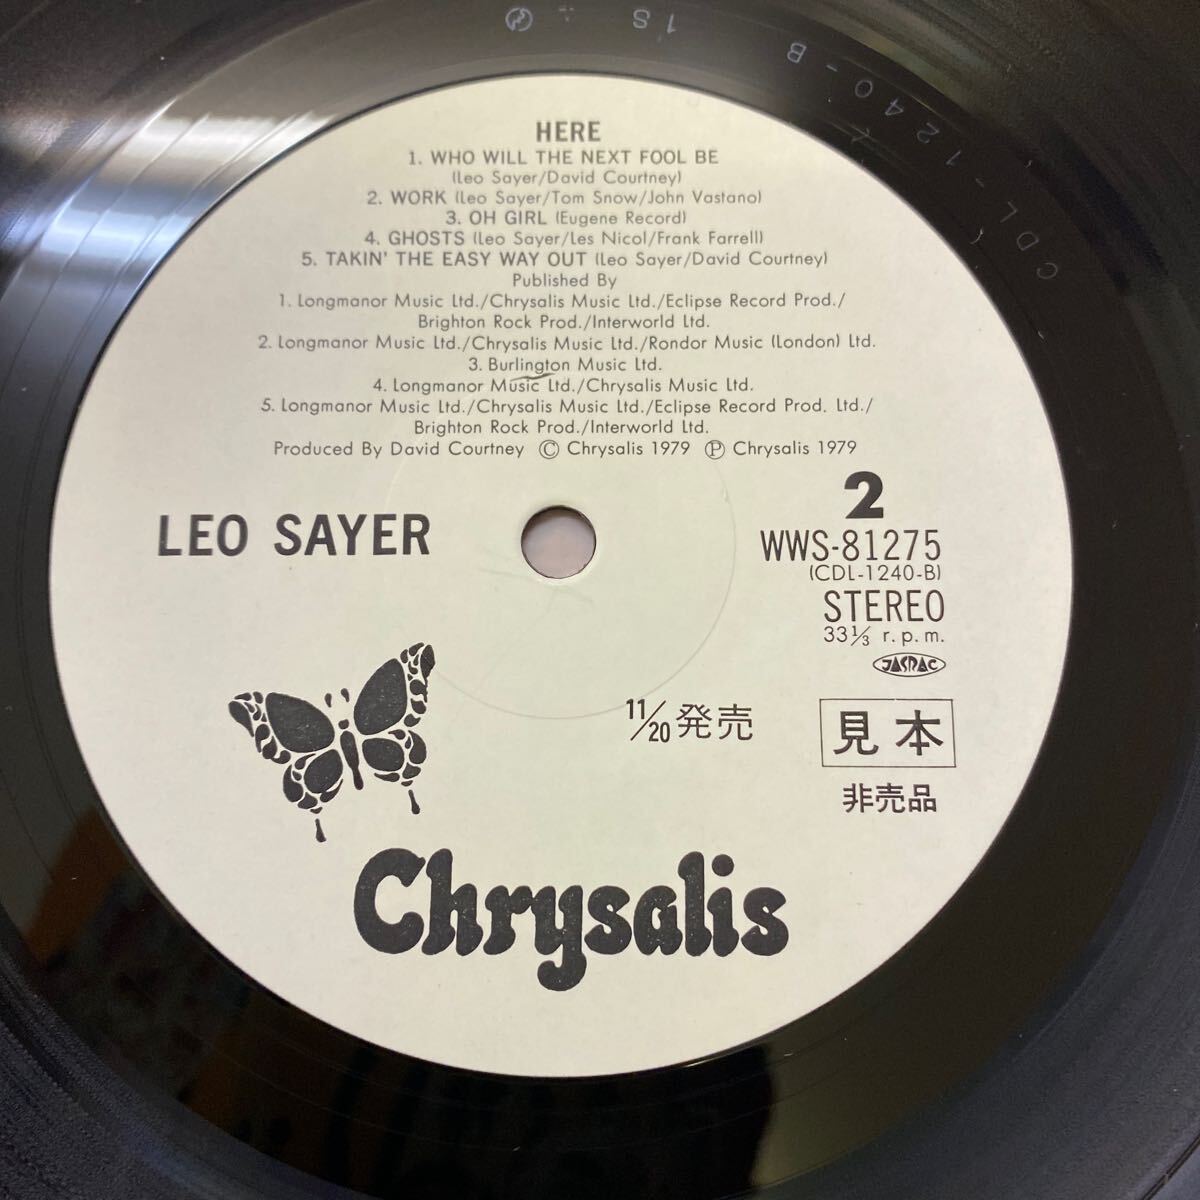 CDL-1240-B 1S
HERE
1. WHO WILL THE NEXT FOOL BE
(Leo Sayer/David Courtney)
2. WORK (Leo Sayer/Tom Snow/John Vastano)
3. OH GIRL (Eugene Record)
4. GHOSTS (Leo Sayer/Les Nicol/Frank Farrell)
5. TAKIN' THE EASY WAY OUT (Leo Sayer/David Courtney)
Published By
1. Longmanor Music Ltd./Chrysalis Music Ltd./Eclipse Record Prod./
Brighton Rock Prod./Interworld Ltd.
2. Longmanor Music Ltd./Chrysalis Music Ltd./Rondor Music (London) Ltd.
3. Burlington Music Ltd.
4. Longmanor Music Ltd./Chrysalis Music Ltd.
5. Longmanor Music Ltd./Chrysalis Music Ltd./Eclipse Record Prod. Ltd./
Brighton Rock Prod./Interworld Ltd.
Produced By David Courtney © Chrysalis 1979 ℗ Chrysalis 1979
LEO SAYER
2
WWS-81275
(CDL-1240-B)
STEREO
33 1/3 r.p.m.
JASRAC
11/20 発売
見本
非売品
Chrysalis